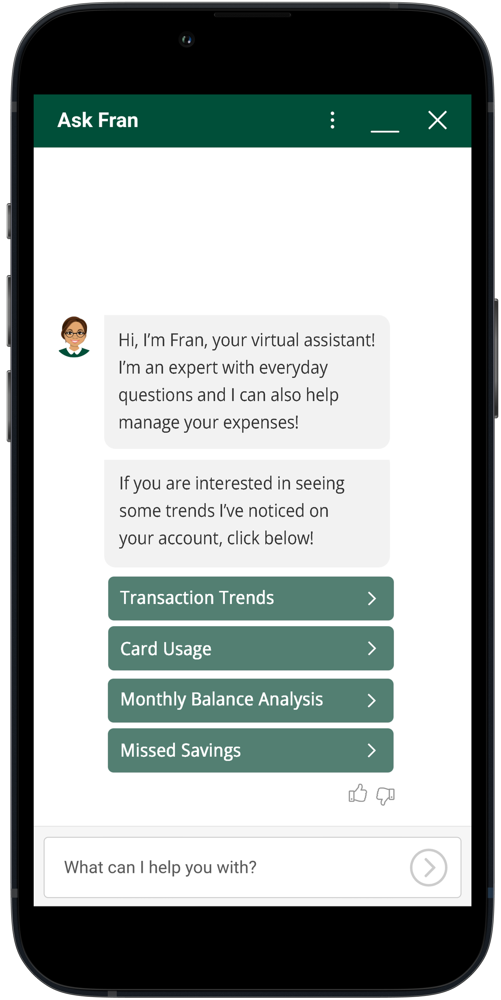 Ask Fran
Hi, I’m Fran, your virtual assistant!
I’m an expert with everyday
questions and I can also help
manage your expenses!
If you are interested in seeing
some trends I’ve noticed on
your account, click below!
Transaction Trends
Card Usage
Monthly Balance Analysis
Missed Savings
What can I help you with?